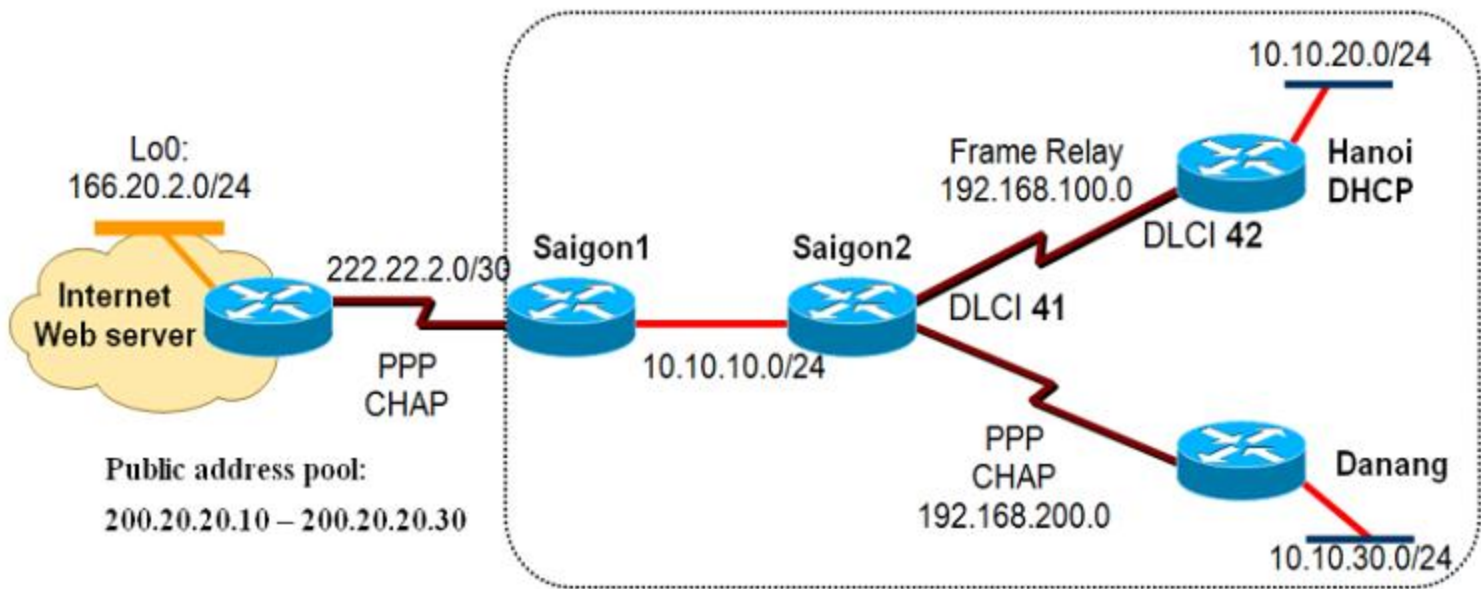 10.10.20.0/24
Lo0:
166.20.2.0/24
Frame Relay
192.168.100.0
Hanoi
DHCP
DLCI 42
Saigon1
Saigon2
222.22.2.0/30
Internet
Web server
DLCI 41
10.10.10.0/24
PPP
CHAP
PPP
CHAP
192.168.200.0
Danang
Public address pool:
200.20.20.10 – 200.20.20.30
10.10.30.0/24